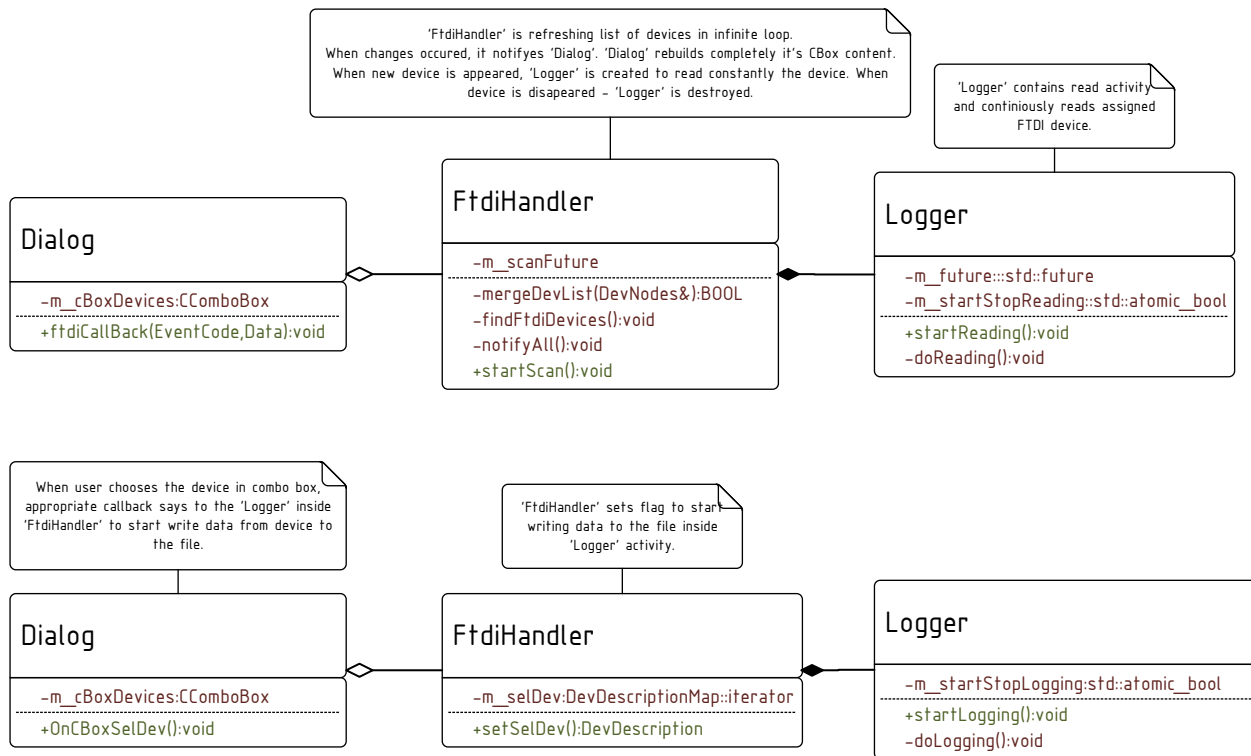 'FtdiHandler' is refreshing list of devices in infinite loop.
When changes occured, it notifyes 'Dialog'. 'Dialog' rebuilds completely it's CBox content.
When new device is appeared, 'Logger' is created to read constantly the device. When
device is disapeared - 'Logger' is destroyed.
'Logger' contains read activity
and continiously reads assigned
FTDI device.
Dialog
-m_cBoxDevices:CComboBox
+ftdiCallBack(EventCode,Data):void
FtdiHandler
-m_scanFuture
-mergeDevList(DevNodes&):BOOL
-findFtdiDevices():void
-notifyAll():void
+startScan():void
Logger
-m_future:::std::future
-m_startStopReading::std::atomic_bool
+startReading():void
-doReading():void
When user chooses the device in combo box,
appropriate callback says to the 'Logger' inside
'FtdiHandler' to start write data from device to
the file.
'FtdiHandler' sets flag to start
writing data to the file inside
'Logger' activity.
Dialog
-m_cBoxDevices:CComboBox
+OnCBoxSelDev():void
FtdiHandler
-m_selDev:DevDescriptionMap::iterator
+setSelDev():DevDescription
Logger
-m_startStopLogging:std::atomic_bool
+startLogging():void
-doLogging():void